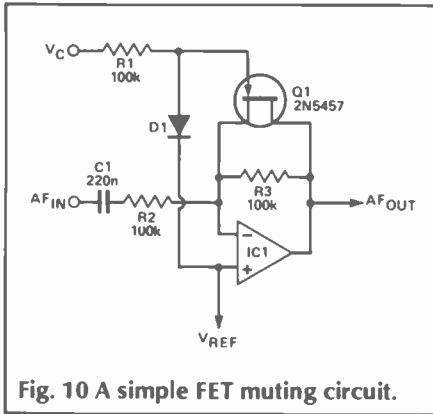 V_C
R1
100k
Q1
2N5457
D1
C1
220n
R3
100k
AF_IN
AF_OUT
R2
100k
IC1
−
+
V_REF
Fig. 10 A simple FET muting circuit.